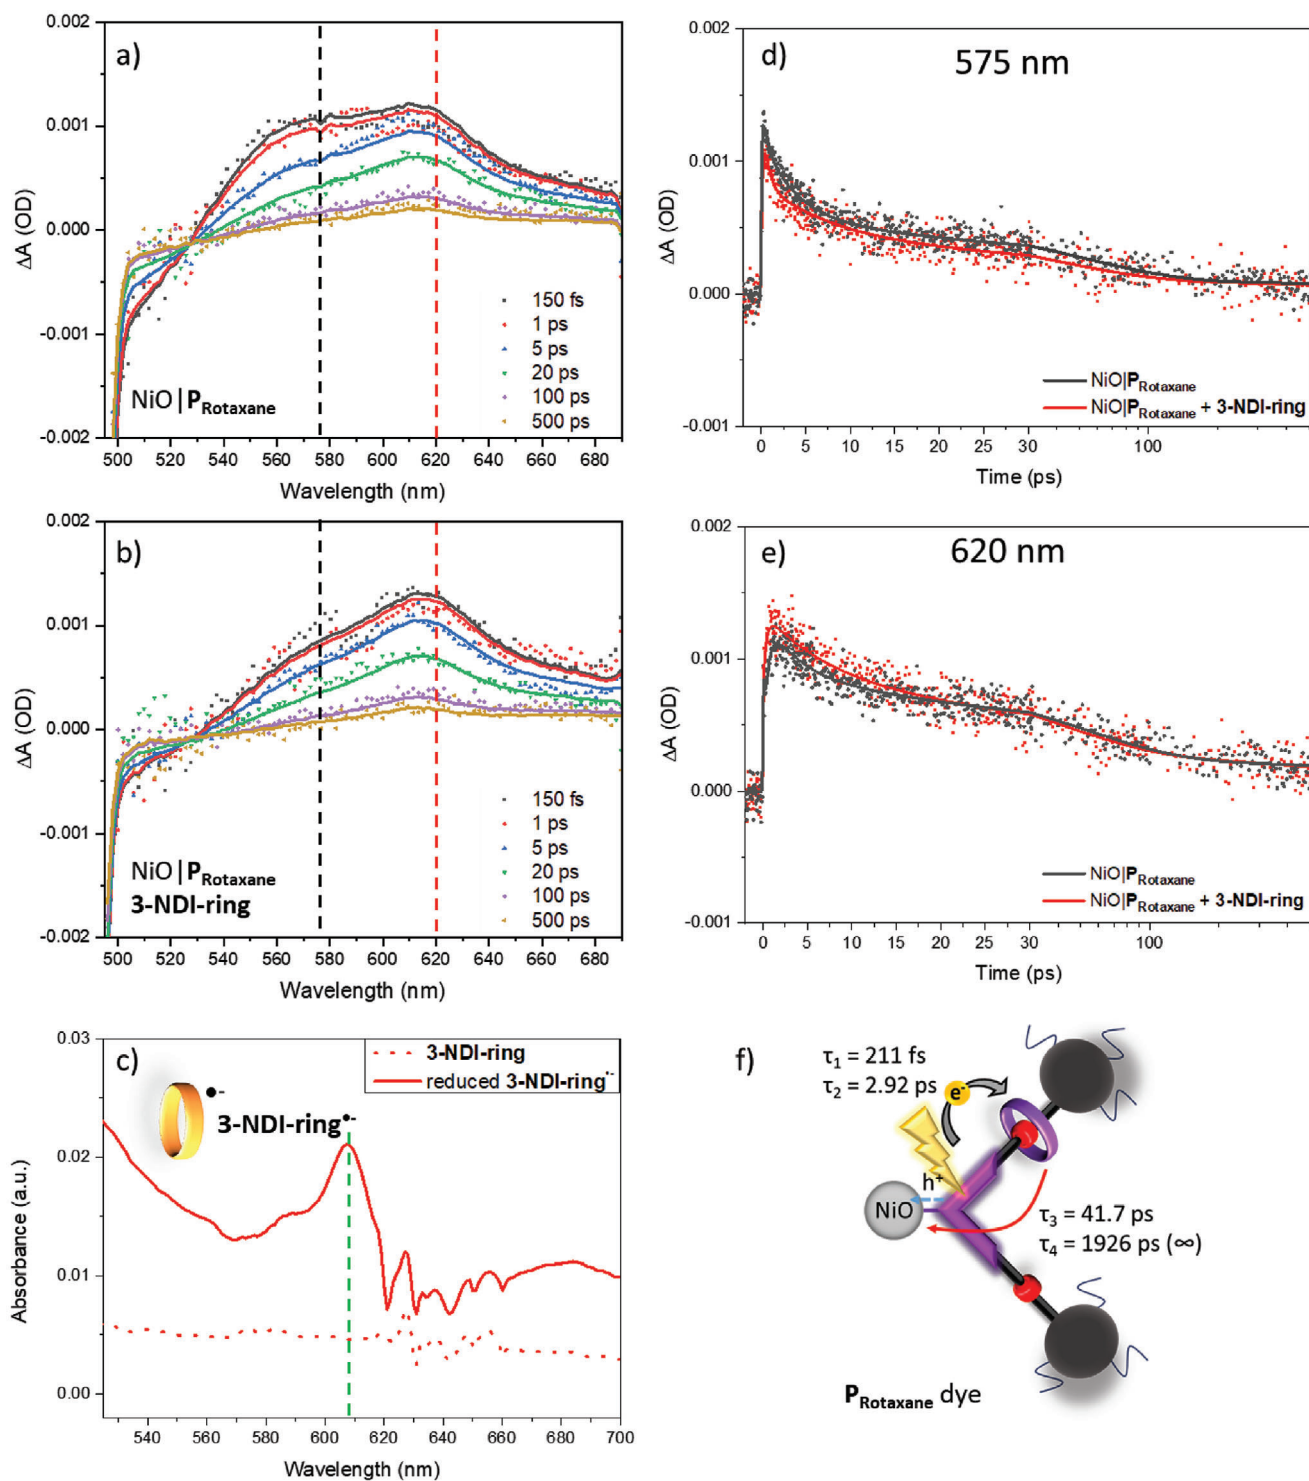 a)
0.002
0.001
0.000
-0.001
-0.002
ΔA (OD)
150 fs
1 ps
5 ps
20 ps
100 ps
500 ps
NiO|P_Rotaxane
500 520 540 560 580 600 620 640 660 680
Wavelength (nm)
d)
575 nm
0.002
0.001
0.000
-0.001
ΔA (OD)
NiO|P_Rotaxane
NiO|P_Rotaxane + 3-NDI-ring
0 5 10 15 20 25 30 100
Time (ps)
b)
0.002
0.001
0.000
-0.001
-0.002
ΔA (OD)
150 fs
1 ps
5 ps
20 ps
100 ps
500 ps
NiO|P_Rotaxane
3-NDI-ring
500 520 540 560 580 600 620 640 660 680
Wavelength (nm)
e)
620 nm
0.002
0.001
0.000
-0.001
ΔA (OD)
NiO|P_Rotaxane
NiO|P_Rotaxane + 3-NDI-ring
0 5 10 15 20 25 30 100
Time (ps)
c)
0.03
0.02
0.01
0.00
Absorbance (a.u.)
3-NDI-ring
reduced 3-NDI-ring•-
•-
3-NDI-ring•-
540 560 580 600 620 640 660 680 700
Wavelength (nm)
f)
τ1 = 211 fs
τ2 = 2.92 ps
e-
h+
NiO
τ3 = 41.7 ps
τ4 = 1926 ps (∞)
P_Rotaxane dye